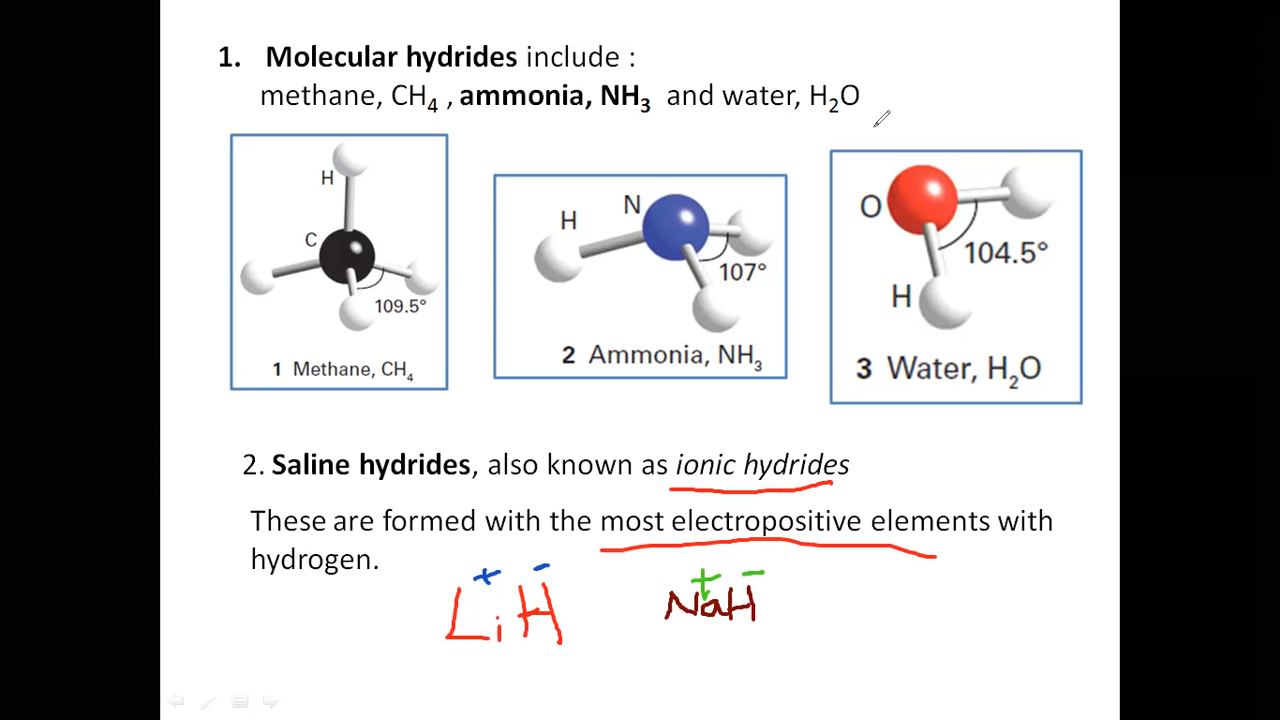 1. Molecular hydrides include :
methane, CH₄ , ammonia, NH₃ and water, H₂O
H
C
109.5°
1 Methane, CH₄
H
N
107°
2 Ammonia, NH₃
O
104.5°
H
3 Water, H₂O
2. Saline hydrides, also known as ionic hydrides
These are formed with the most electropositive elements with
hydrogen.
+ - + -
LiH NaH